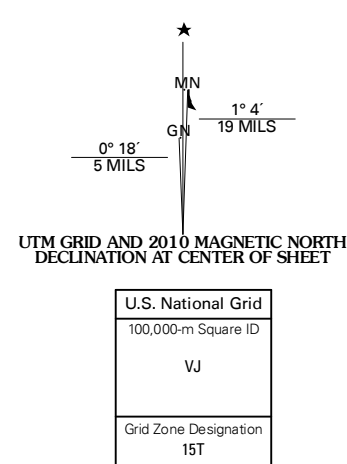 MN
1° 4´
19 MILS
GN
0° 18´
5 MILS
UTM GRID AND 2010 MAGNETIC NORTH
DECLINATION AT CENTER OF SHEET
U.S. National Grid
100,000-m Square ID
VJ
Grid Zone Designation
15T